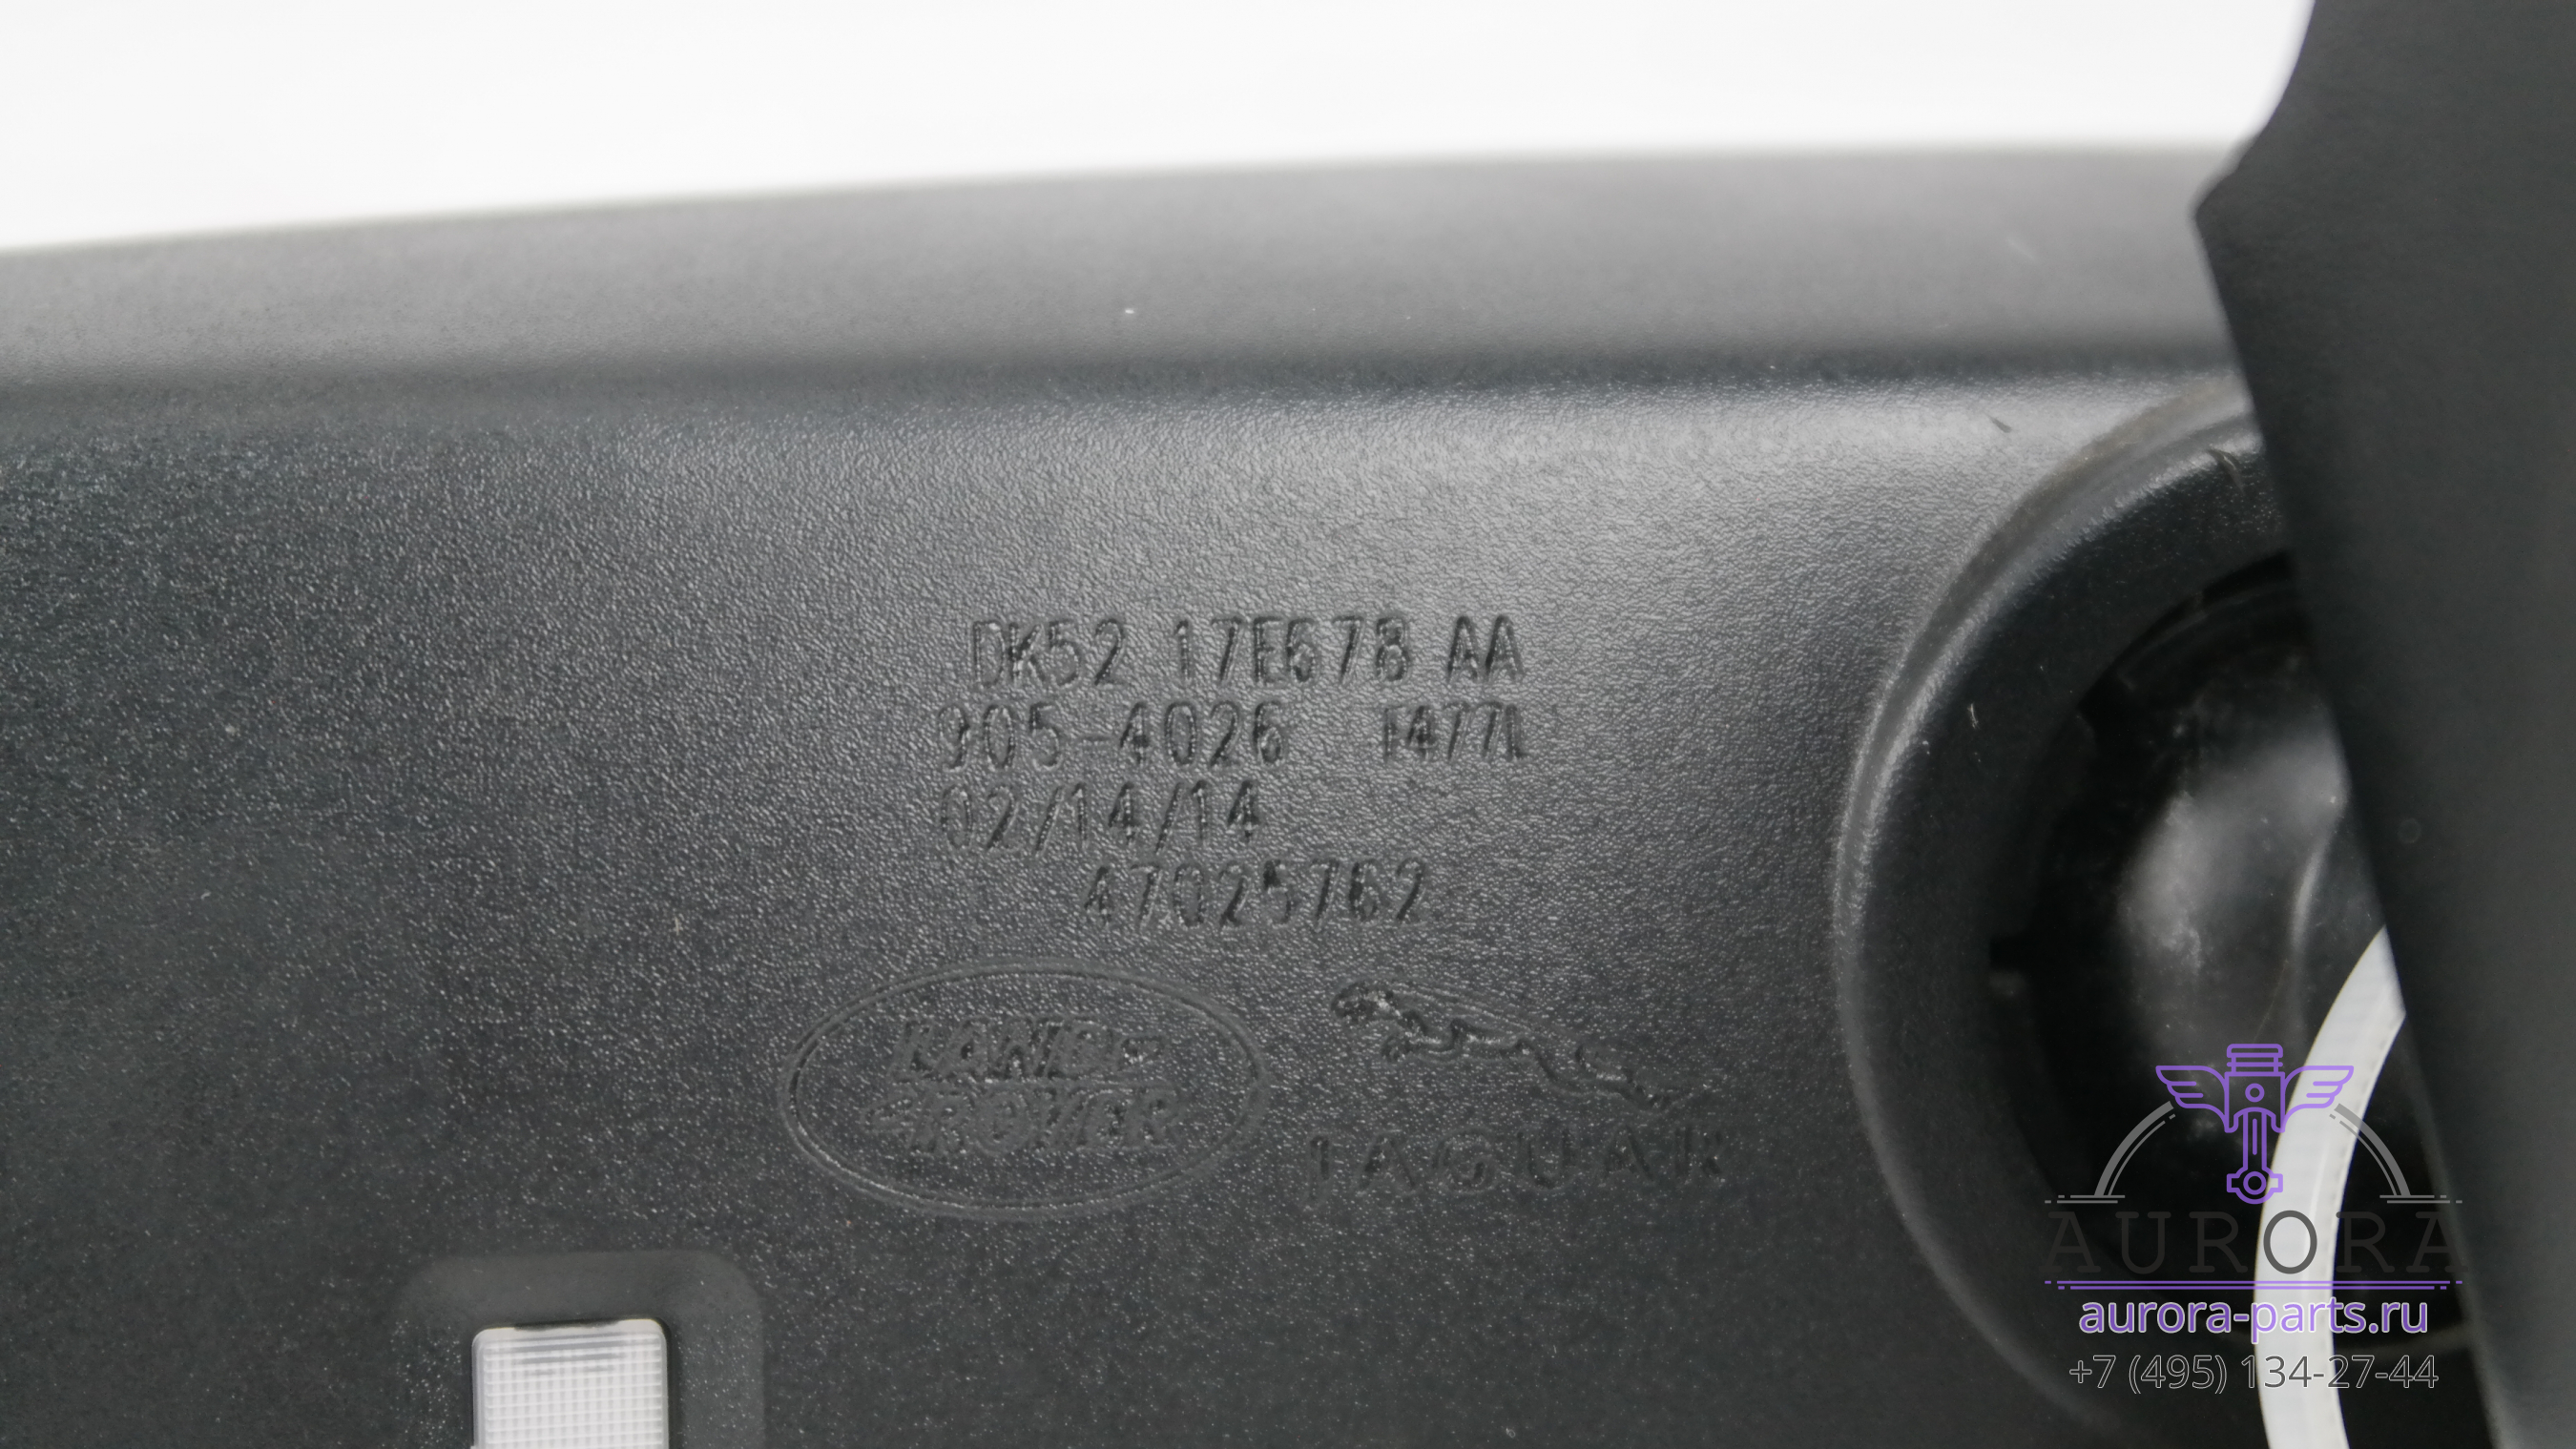 DK52 17E678 AA
905-4026 1477L
02/14/14
47025762
LAND-
-ROVER
JAGUAR
AURORA
aurora-parts.ru
+7 (495) 134-27-44